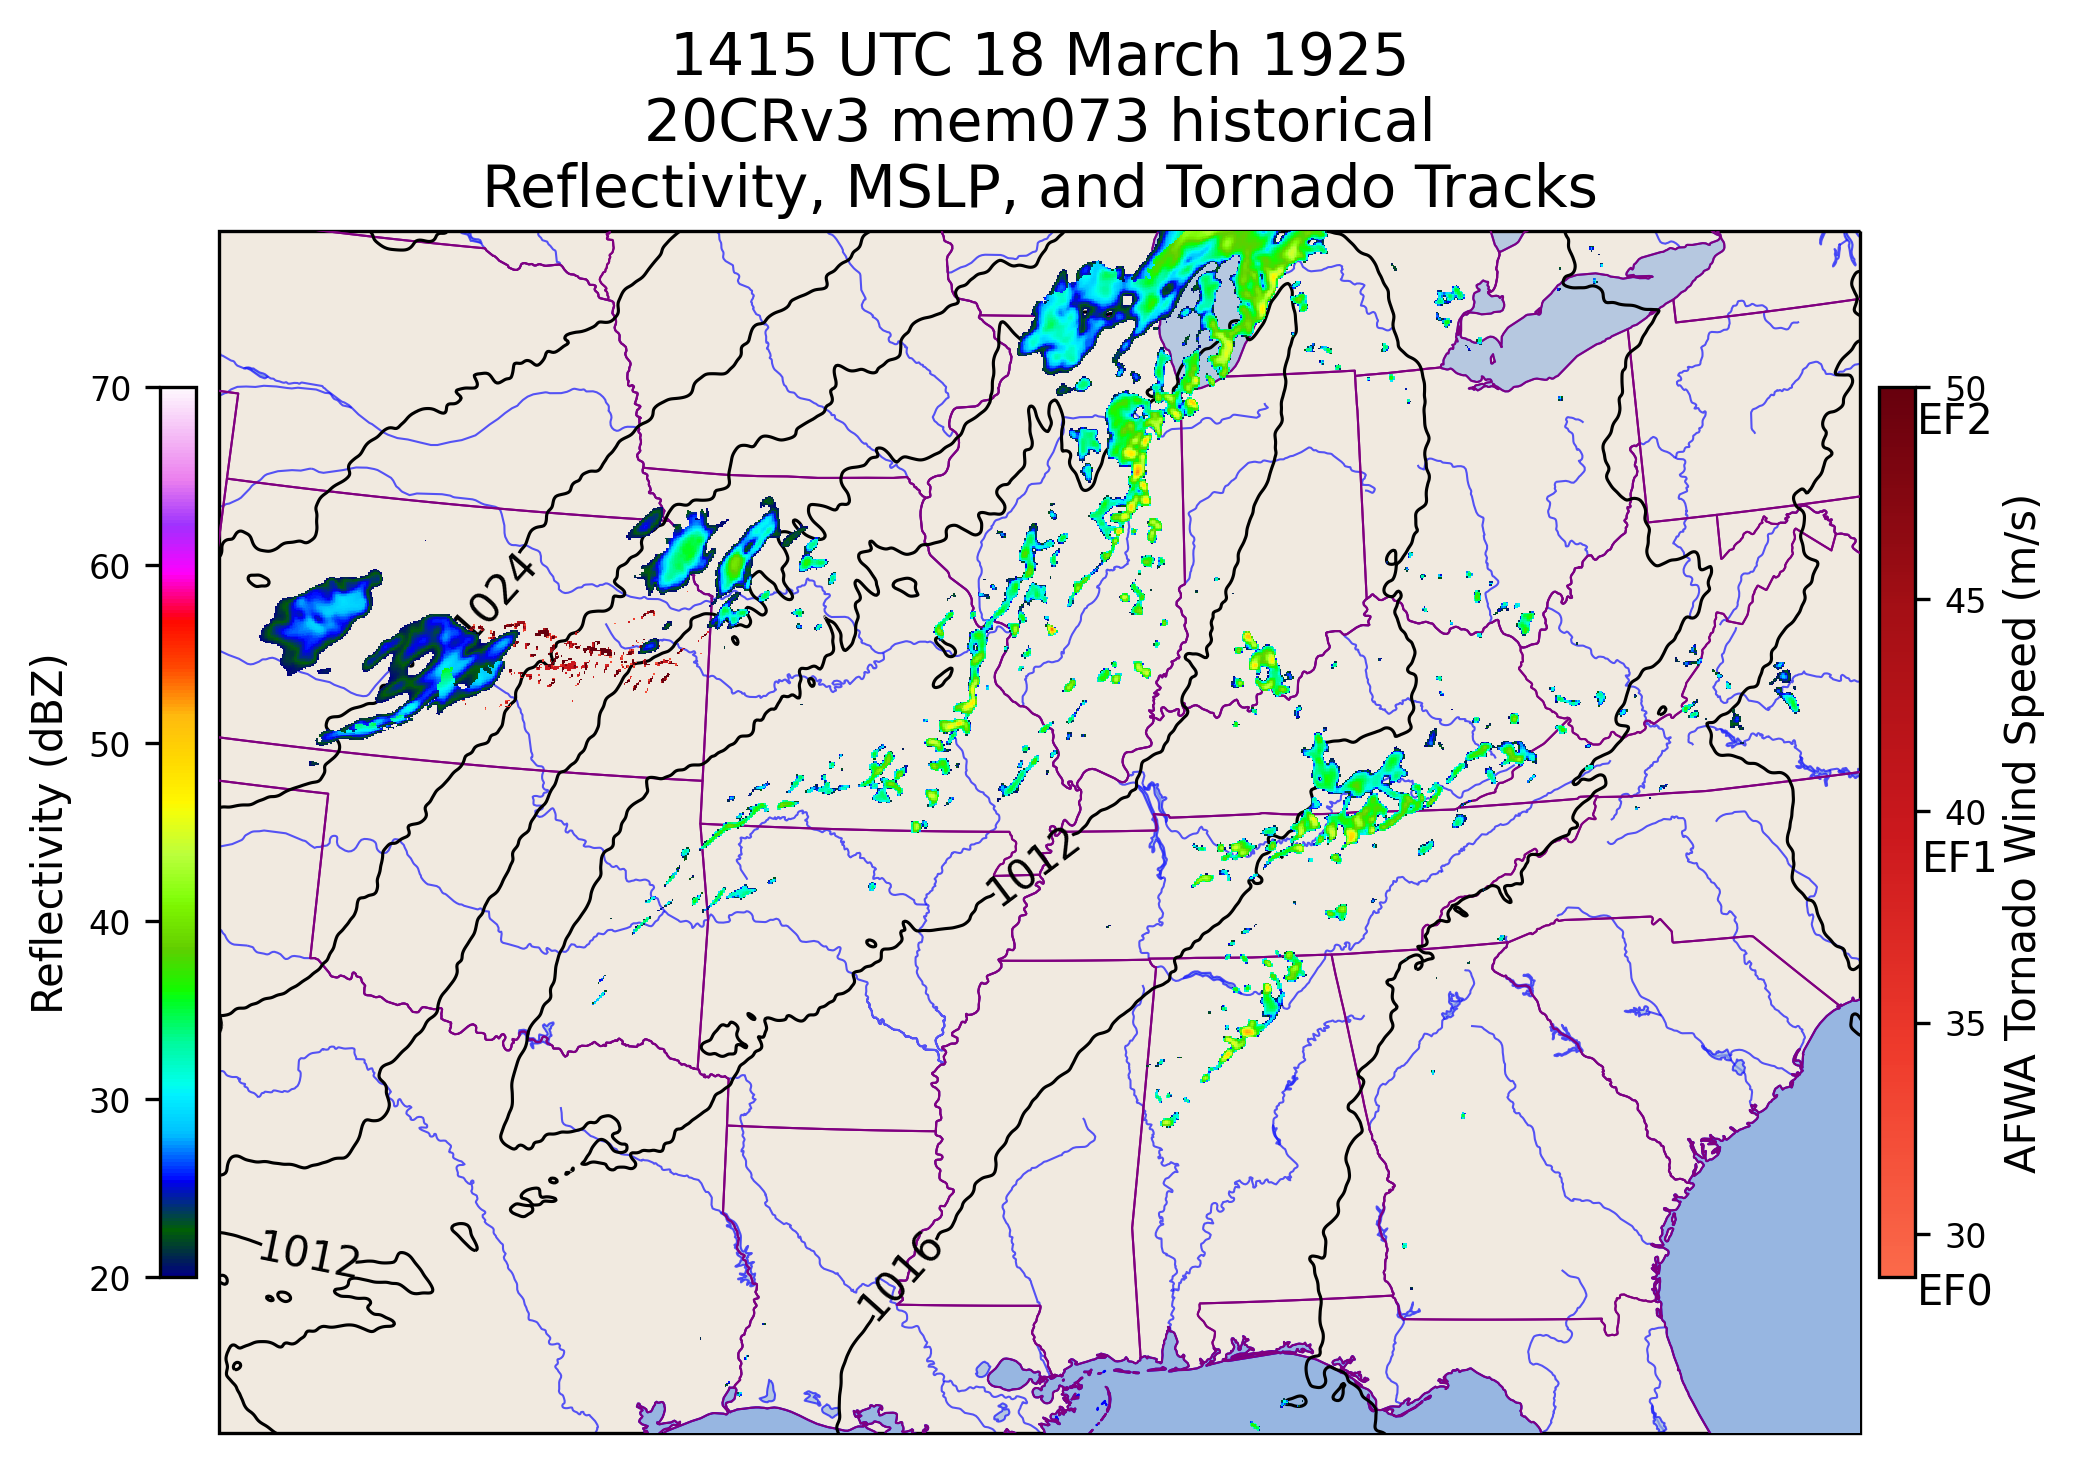 1415 UTC 18 March 1925
20CRv3 mem073 historical
Reflectivity, MSLP, and Tornado Tracks
Reflectivity (dBZ)
70
60
50
40
30
20
1024
1012
1012
1016
50
EF2
45
40
EF1
35
30
EF0
AFWA Tornado Wind Speed (m/s)